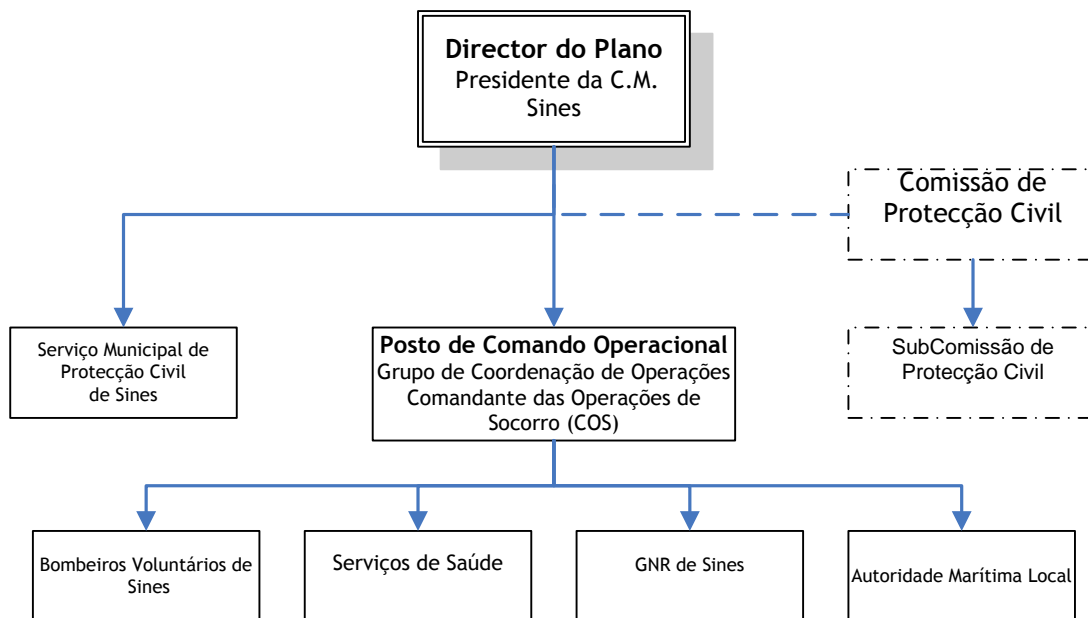 Director do Plano
Presidente da C.M.
Sines
Comissão de
Protecção Civil
Serviço Municipal de
Protecção Civil
de Sines
Posto de Comando Operacional
Grupo de Coordenação de Operações
Comandante das Operações de
Socorro (COS)
SubComissão de
Protecção Civil
Bombeiros Voluntários de
Sines
Serviços de Saúde
GNR de Sines
Autoridade Marítima Local